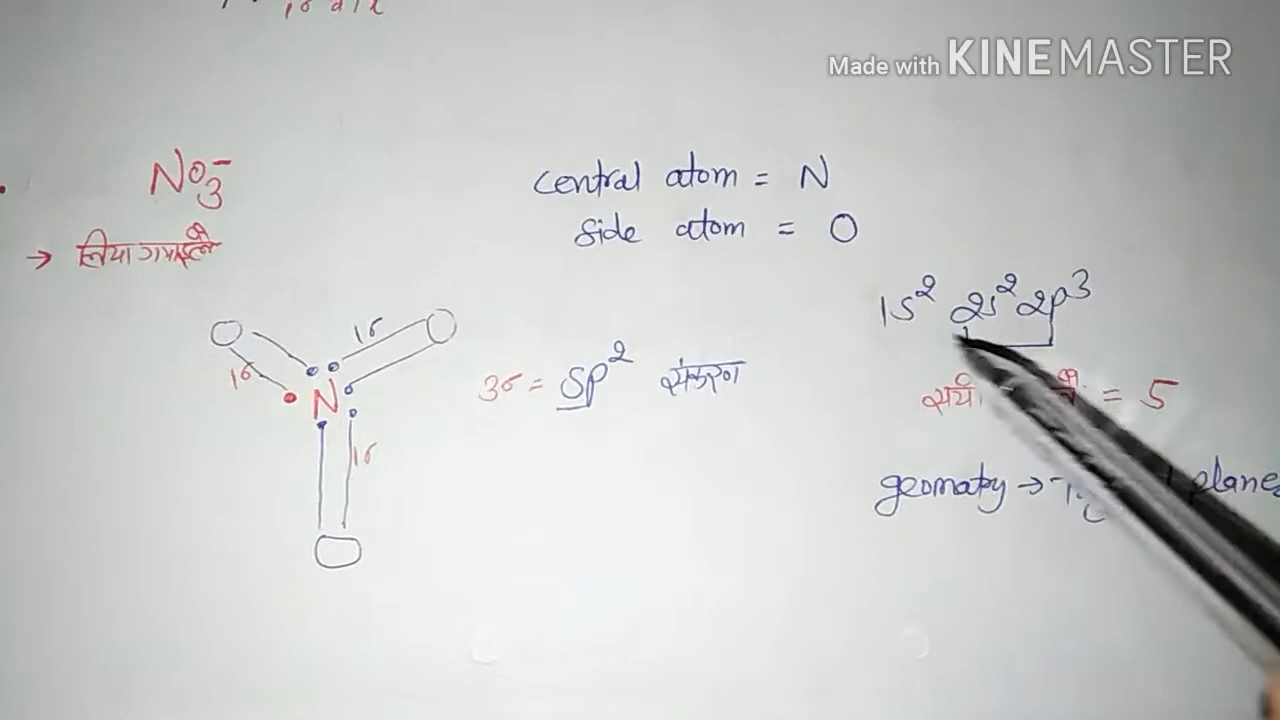 Made with KINEMASTER
NO3-
central atom = N
→ लिया गया
side atom = O
1s² 2s² 2p³
1σ
1σ
N
3σ = sp² संकरण
= 5
1σ
geomatry → plane